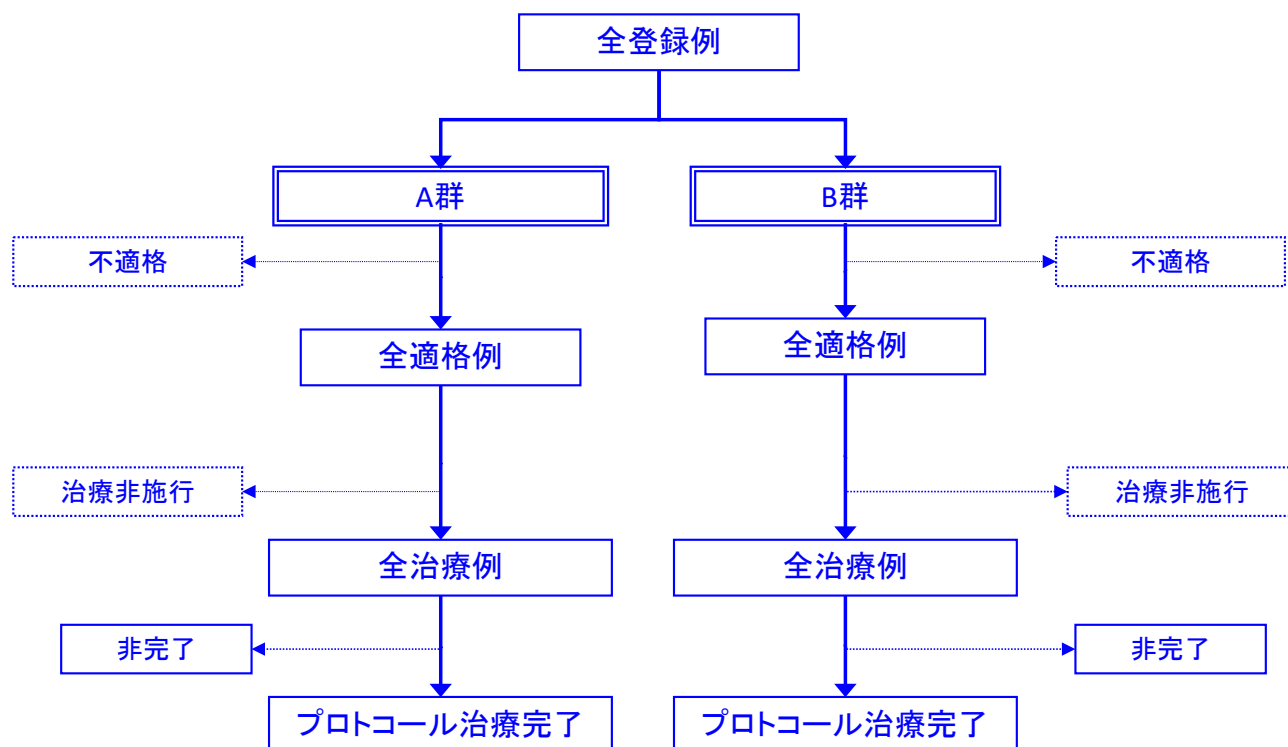 全登録例
A群
B群
不適格
不適格
全適格例
全適格例
治療非施行
治療非施行
全治療例
全治療例
非完了
非完了
プロトコール治療完了
プロトコール治療完了